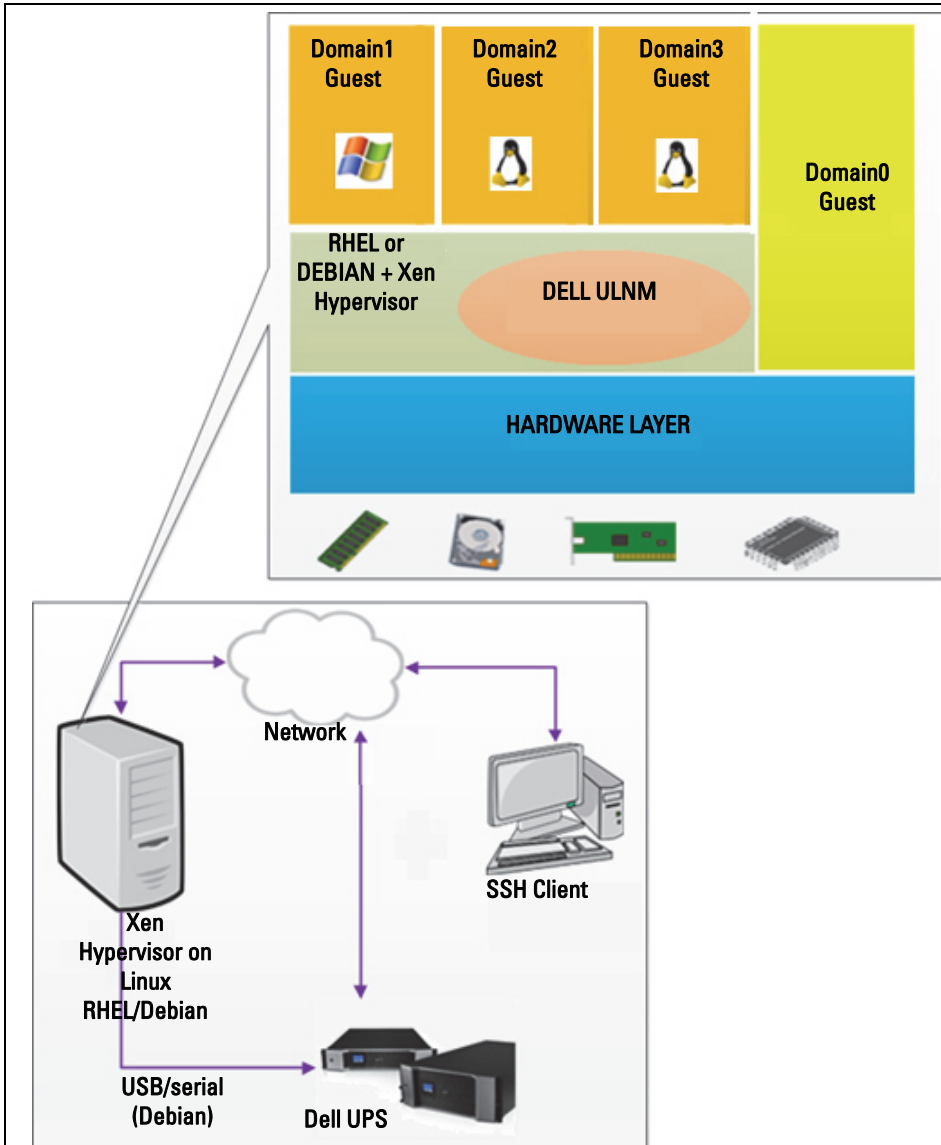 Domain1
Guest
Domain2
Guest
Domain3
Guest
Domain0
Guest
RHEL or
DEBIAN + Xen
Hypervisor
DELL ULNM
HARDWARE LAYER
Network
SSH Client
Xen
Hypervisor on
Linux
RHEL/Debian
USB/serial
(Debian)
Dell UPS